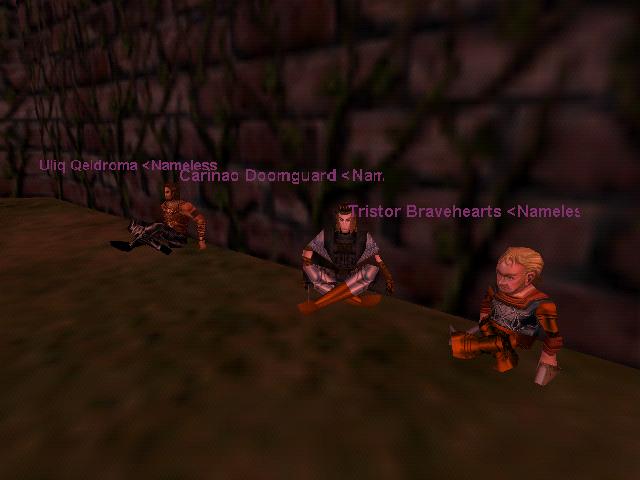 Uliq Qeldroma <Nameless
Carinao Doomguard <Nam
Tristor Bravehearts <Nameles